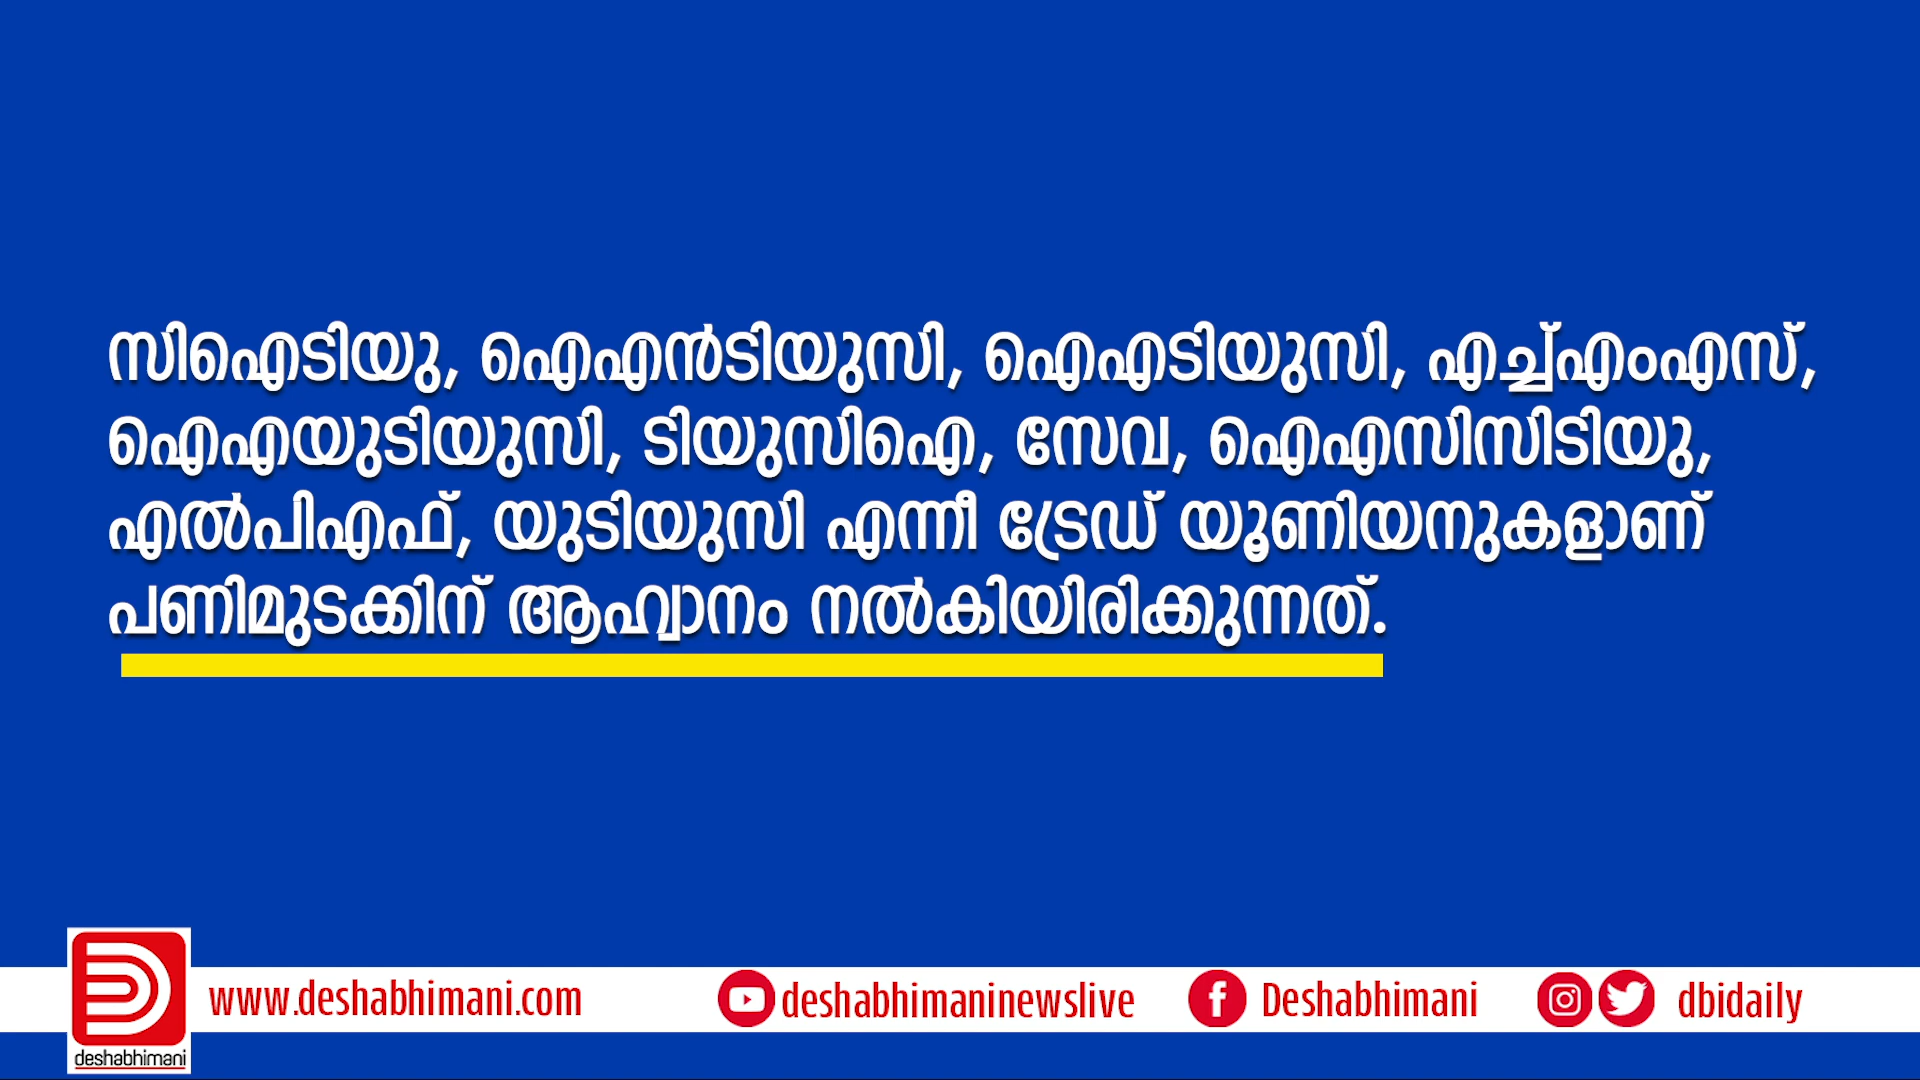 സിഐടിയു, ഐഎൻടിയുസി, ഐഎടിയുസി, എച്ച്എംഎസ്,
ഐഎയുടിയുസി, ടിയുസിഐ, സേവ, ഐഎസിസിടിയു,
എൽപിഎഫ്, യുടിയുസി എന്നീ ട്രേഡ് യൂണിയനുകളാണ്
പണിമുടക്കിന് ആഹ്വാനം നൽകിയിരിക്കുന്നത്.
www.deshabhimani.com deshabhimaninewslive Deshabhimani dbidaily
deshabhimani